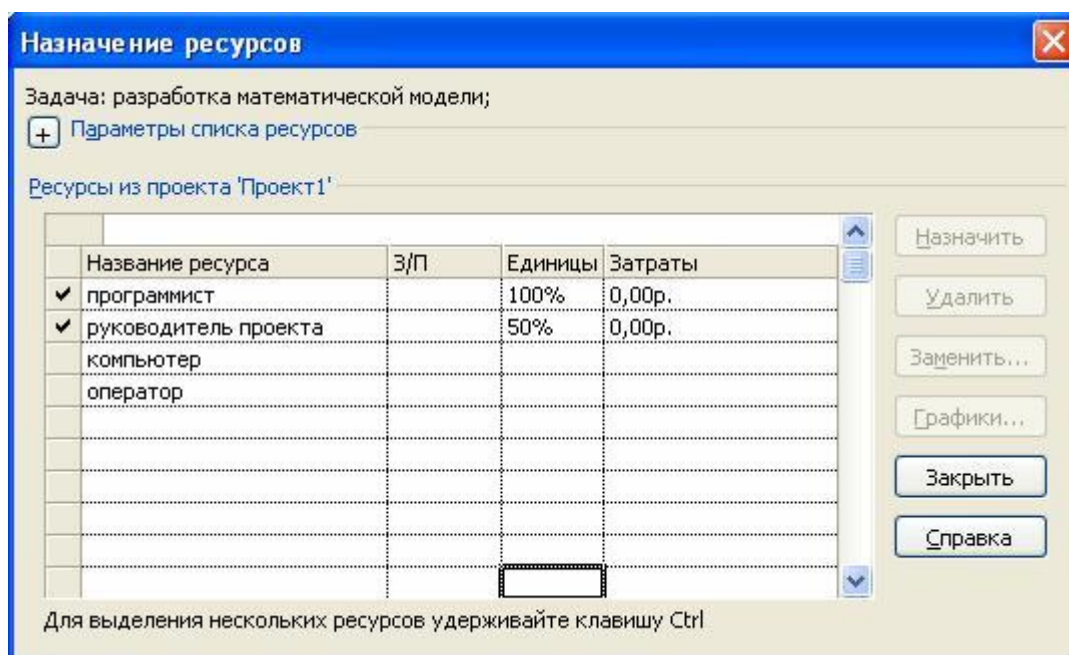 Назначение ресурсов
Задача: разработка математической модели;
+ Параметры списка ресурсов
Ресурсы из проекта 'Проект1'
Название ресурса З/П Единицы Затраты
программист 100% 0,00р.
руководитель проекта 50% 0,00р.
компьютер
оператор
Назначить
Удалить
Заменить...
Графики...
Закрыть
Справка
Для выделения нескольких ресурсов удерживайте клавишу Ctrl